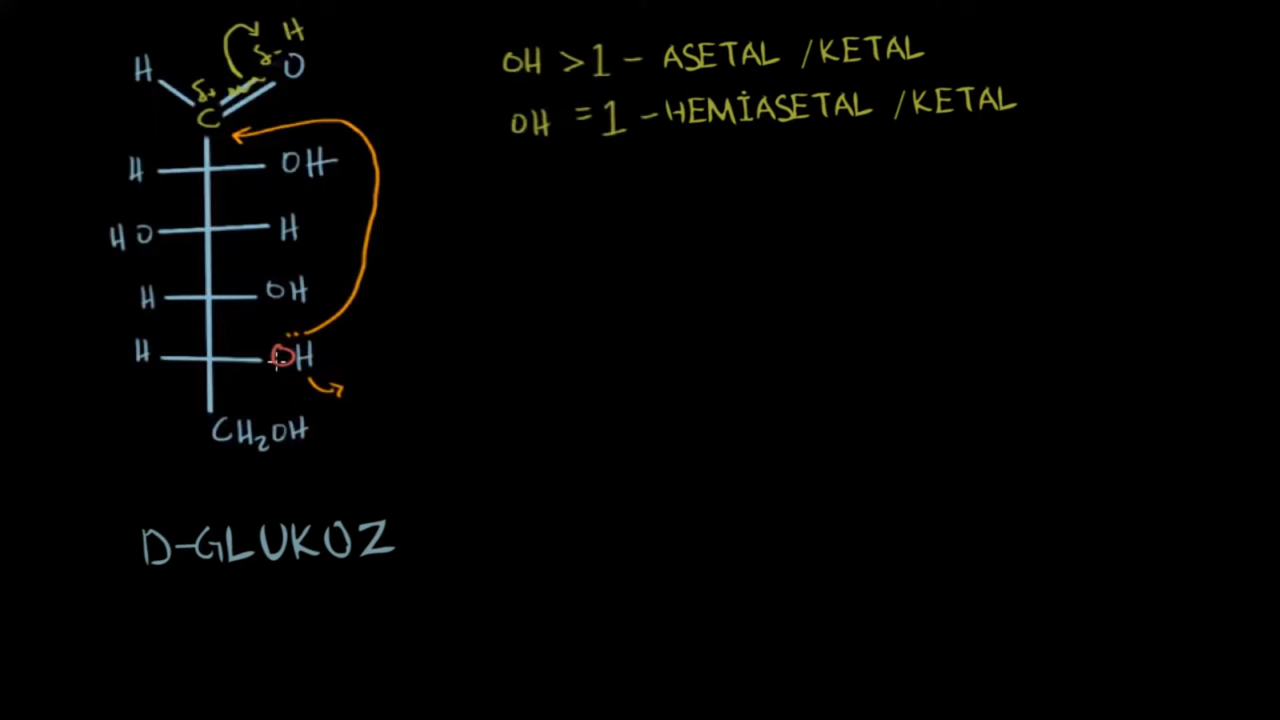 H
δ-
H
O
δ+
C
OH > 1 - ASETAL / KETAL
OH = 1 - HEMİASETAL / KETAL
H OH
HO H
H OH
H OH
CH₂OH
D-GLUKOZ